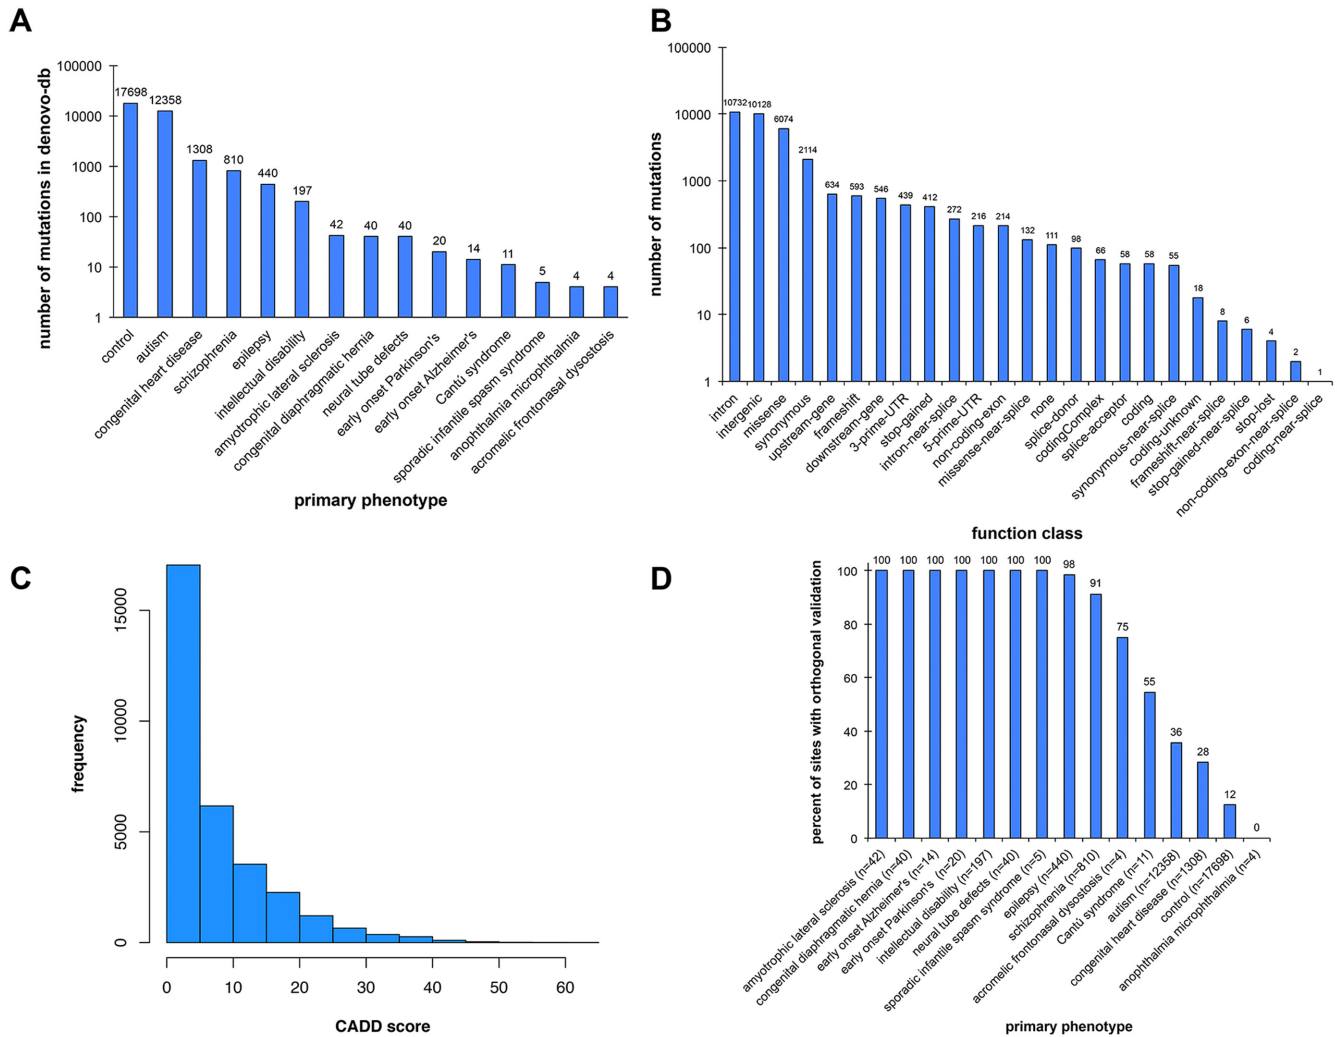 A
number of mutations in denovo-db
100000
10000
1000
100
10
1
17698
12358
1308
810
440
197
42
40
40
20
14
11
5
4
4
control
autism
congenital heart disease
schizophrenia
epilepsy
intellectual disability
amyotrophic lateral sclerosis
congenital diaphragmatic hernia
neural tube defects
early onset Parkinson's
early onset Alzheimer's
Cantú syndrome
sporadic infantile spasm syndrome
anophthalmia microphthalmia
acromelic frontonasal dysostosis
primary phenotype
B
number of mutations
100000
10000
1000
100
10
1
10732
10128
6074
2114
634
593
546
439
412
272
216
214
132
111
98
66
58
58
55
18
8
6
4
2
1
intron
intergenic
missense
synonymous
upstream-gene
frameshift
downstream-gene
3-prime-UTR
stop-gained
intron-near-splice
5-prime-UTR
non-coding-exon
missense-near-splice
none
splice-donor
codingComplex
splice-acceptor
coding
synonymous-near-splice
coding-unknown
frameshift-near-splice
stop-gained-near-splice
stop-lost
non-coding-exon-near-splice
coding-near-splice
function class
C
frequency
15000
10000
5000
0
0
10
20
30
40
50
60
CADD score
D
percent of sites with orthogonal validation
100
80
60
40
20
0
100
100
100
100
100
100
100
98
91
75
55
36
28
12
0
amyotrophic lateral sclerosis (n=42)
congenital diaphragmatic hernia (n=40)
early onset Alzheimer's (n=14)
early onset Parkinson's (n=20)
intellectual disability (n=197)
neural tube defects (n=40)
sporadic infantile spasm syndrome (n=5)
epilepsy (n=440)
schizophrenia (n=810)
acromelic frontonasal dysostosis (n=4)
Cantú syndrome (n=11)
autism (n=12358)
congenital heart disease (n=1308)
control (n=17698)
anophthalmia microphthalmia (n=4)
primary phenotype